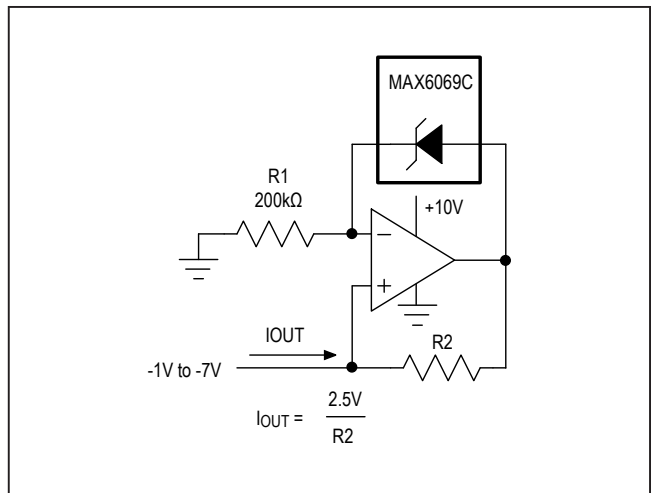 MAX6069C
R1
200kΩ
+10V
−
+
IOUT
R2
-1V to -7V
IOUT = 2.5V
R2